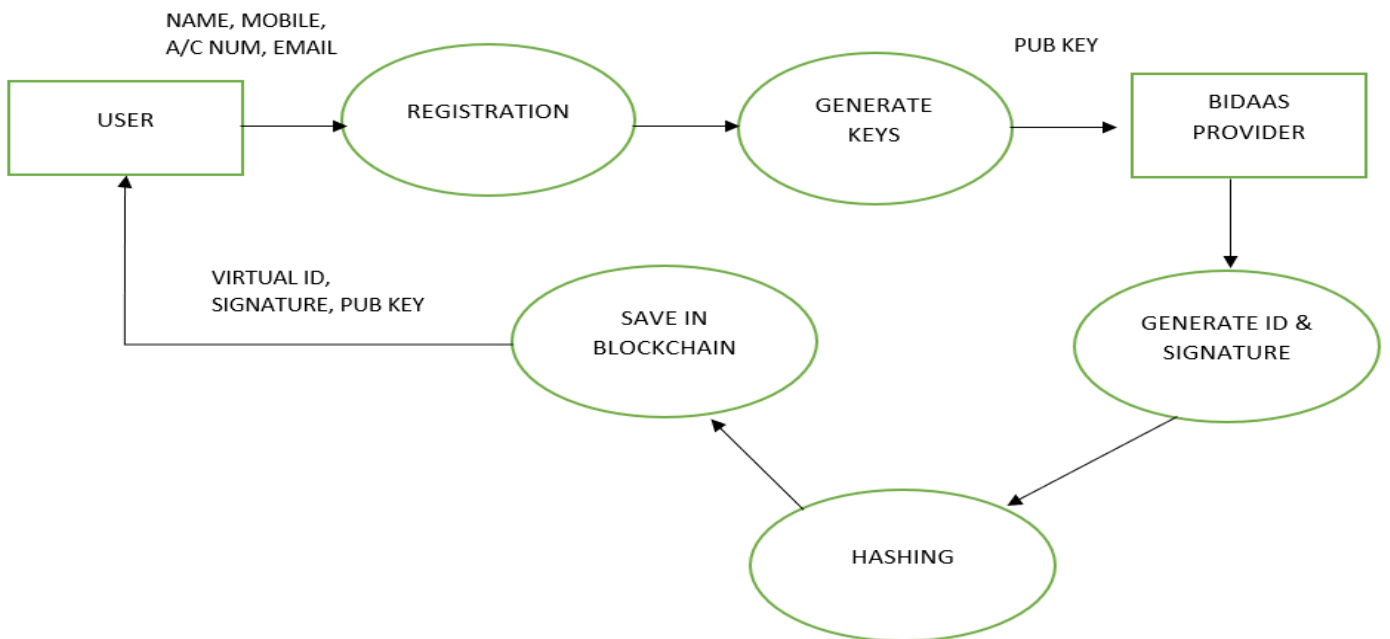 NAME, MOBILE,
A/C NUM, EMAIL
PUB KEY
USER
REGISTRATION
GENERATE
KEYS
BIDAAS
PROVIDER
VIRTUAL ID,
SIGNATURE, PUB KEY
SAVE IN
BLOCKCHAIN
GENERATE ID &
SIGNATURE
HASHING